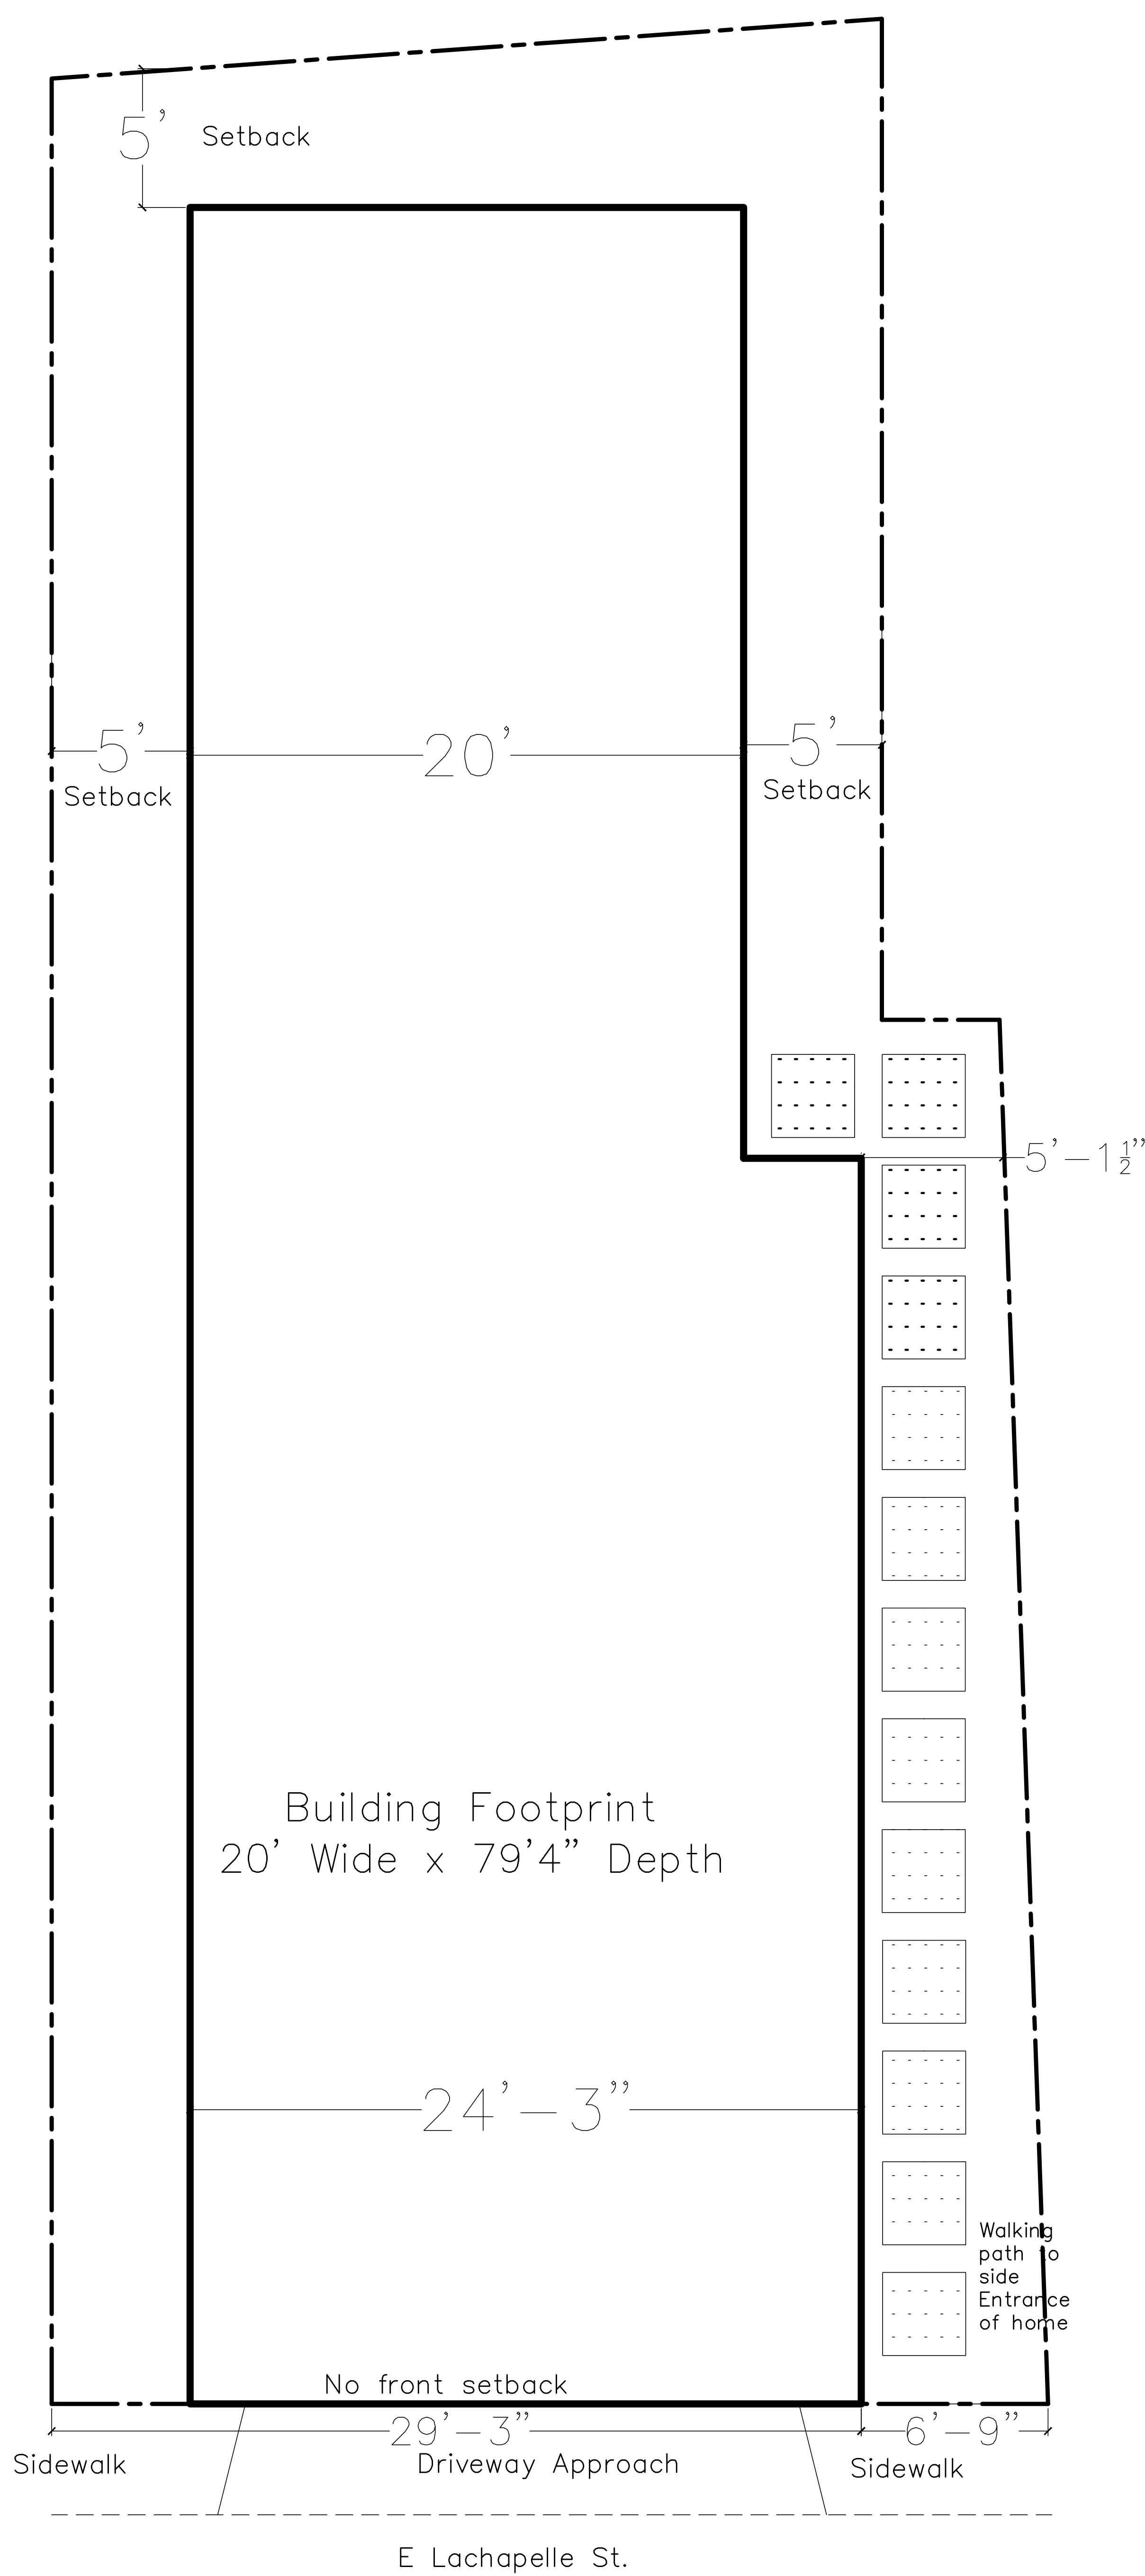 5'
Setback
5'
20'
5'
Setback
Setback
5'-1 1/2"
Building Footprint
20' Wide x 79'4" Depth
24'-3"
Walking
path to
side
Entrance
of home
No front setback
29'-3"
6'-9"
Sidewalk
Driveway Approach
Sidewalk
E Lachapelle St.